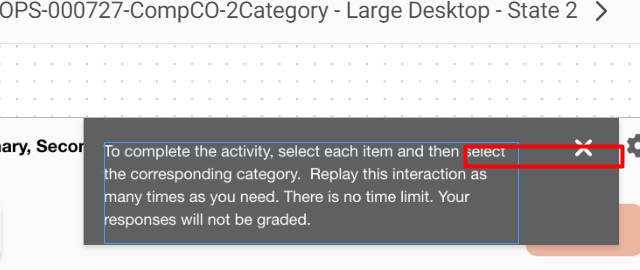 OPS-000727-CompCO-2Category - Large Desktop - State 2
ary, Secon
To complete the activity, select each item and then select
the corresponding category.  Replay this interaction as
many times as you need. There is no time limit. Your
responses will not be graded.